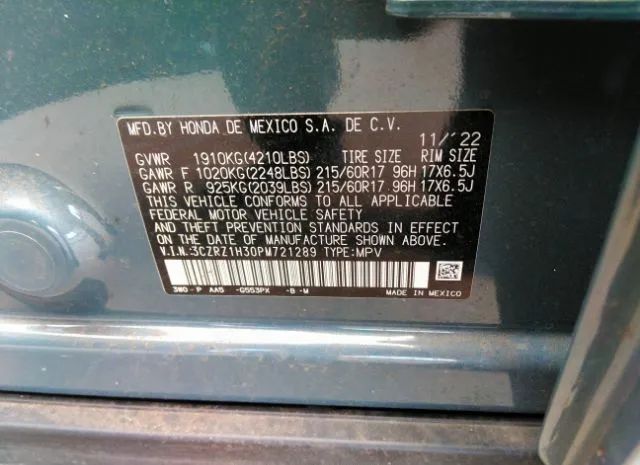 MFD.BY HONDA DE MEXICO S.A. DE C.V. 11/'22
GVWR 1910KG(4210LBS) TIRE SIZE RIM SIZE
GAWR F 1020KG(2248LBS) 215/60R17 96H 17X6.5J
GAWR R 925KG(2039LBS) 215/60R17 96H 17X6.5J
THIS VEHICLE CONFORMS TO ALL APPLICABLE
FEDERAL MOTOR VEHICLE SAFETY
AND THEFT PREVENTION STANDARDS IN EFFECT
ON THE DATE OF MANUFACTURE SHOWN ABOVE.
V.I.N.:3CZRZ1H30PM721289 TYPE:MPV
3W0-P AA5 -G553PX -B -M MADE IN MEXICO